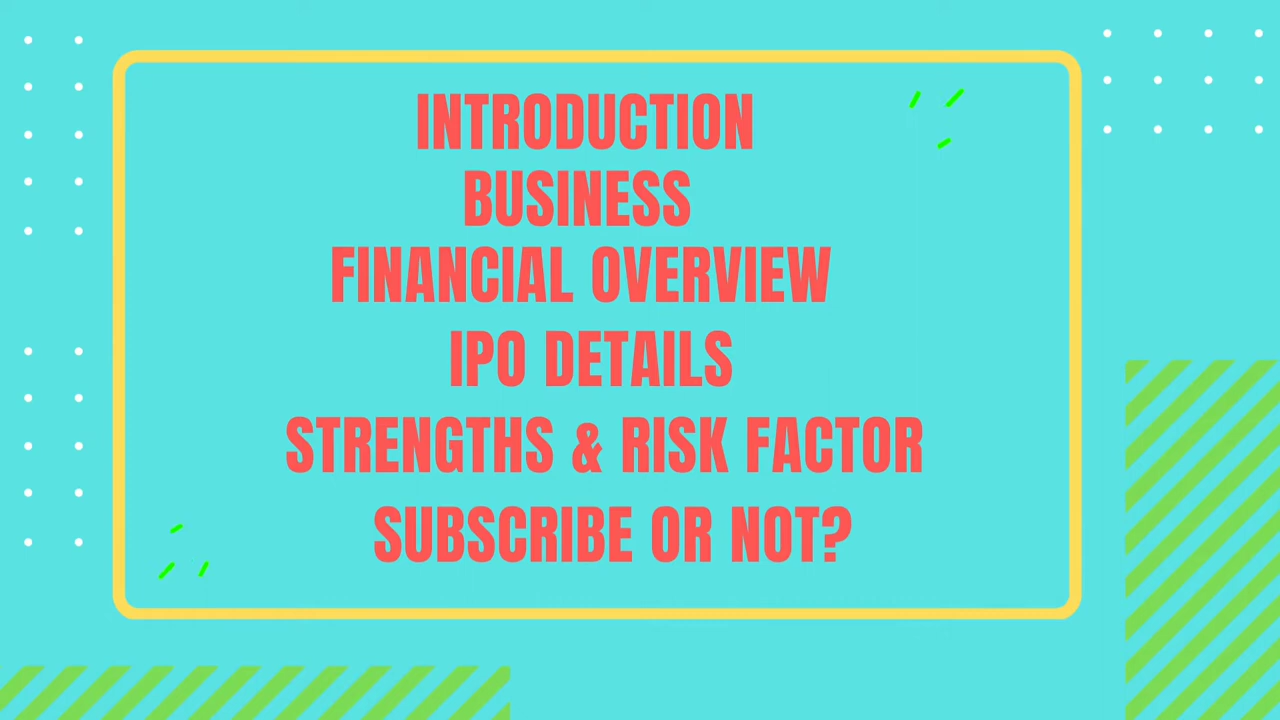 INTRODUCTION
BUSINESS
FINANCIAL OVERVIEW
IPO DETAILS
STRENGTHS & RISK FACTOR
SUBSCRIBE OR NOT?